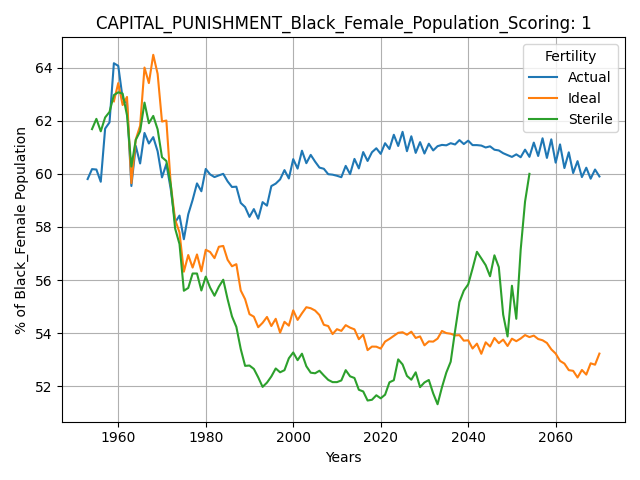 CAPITAL_PUNISHMENT_Black_Female_Population_Scoring: 1
Fertility
Actual
Ideal
Sterile
% of Black_Female Population
64
62
60
58
56
54
52
1960
1980
2000
2020
2040
2060
Years